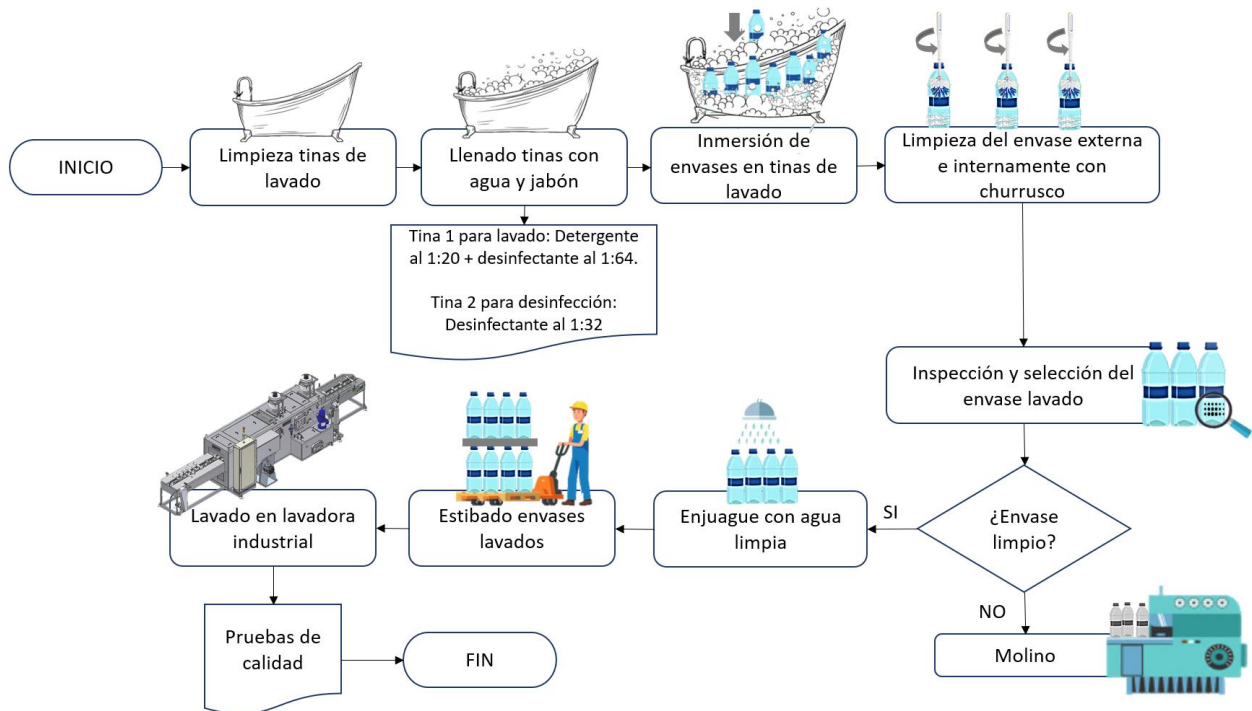 INICIO
Limpieza tinas de
lavado
Llenado tinas con
agua y jabón
Inmersión de
envases en tinas de
lavado
Limpieza del envase externa
e internamente con
churrusco
Tina 1 para lavado: Detergente
al 1:20 + desinfectante al 1:64.
Tina 2 para desinfección:
Desinfectante al 1:32
Inspección y selección del
envase lavado
¿Envase
limpio?
SI
NO
Molino
Enjuague con agua
limpia
Estibado envases
lavados
Lavado en lavadora
industrial
Pruebas de
calidad
FIN